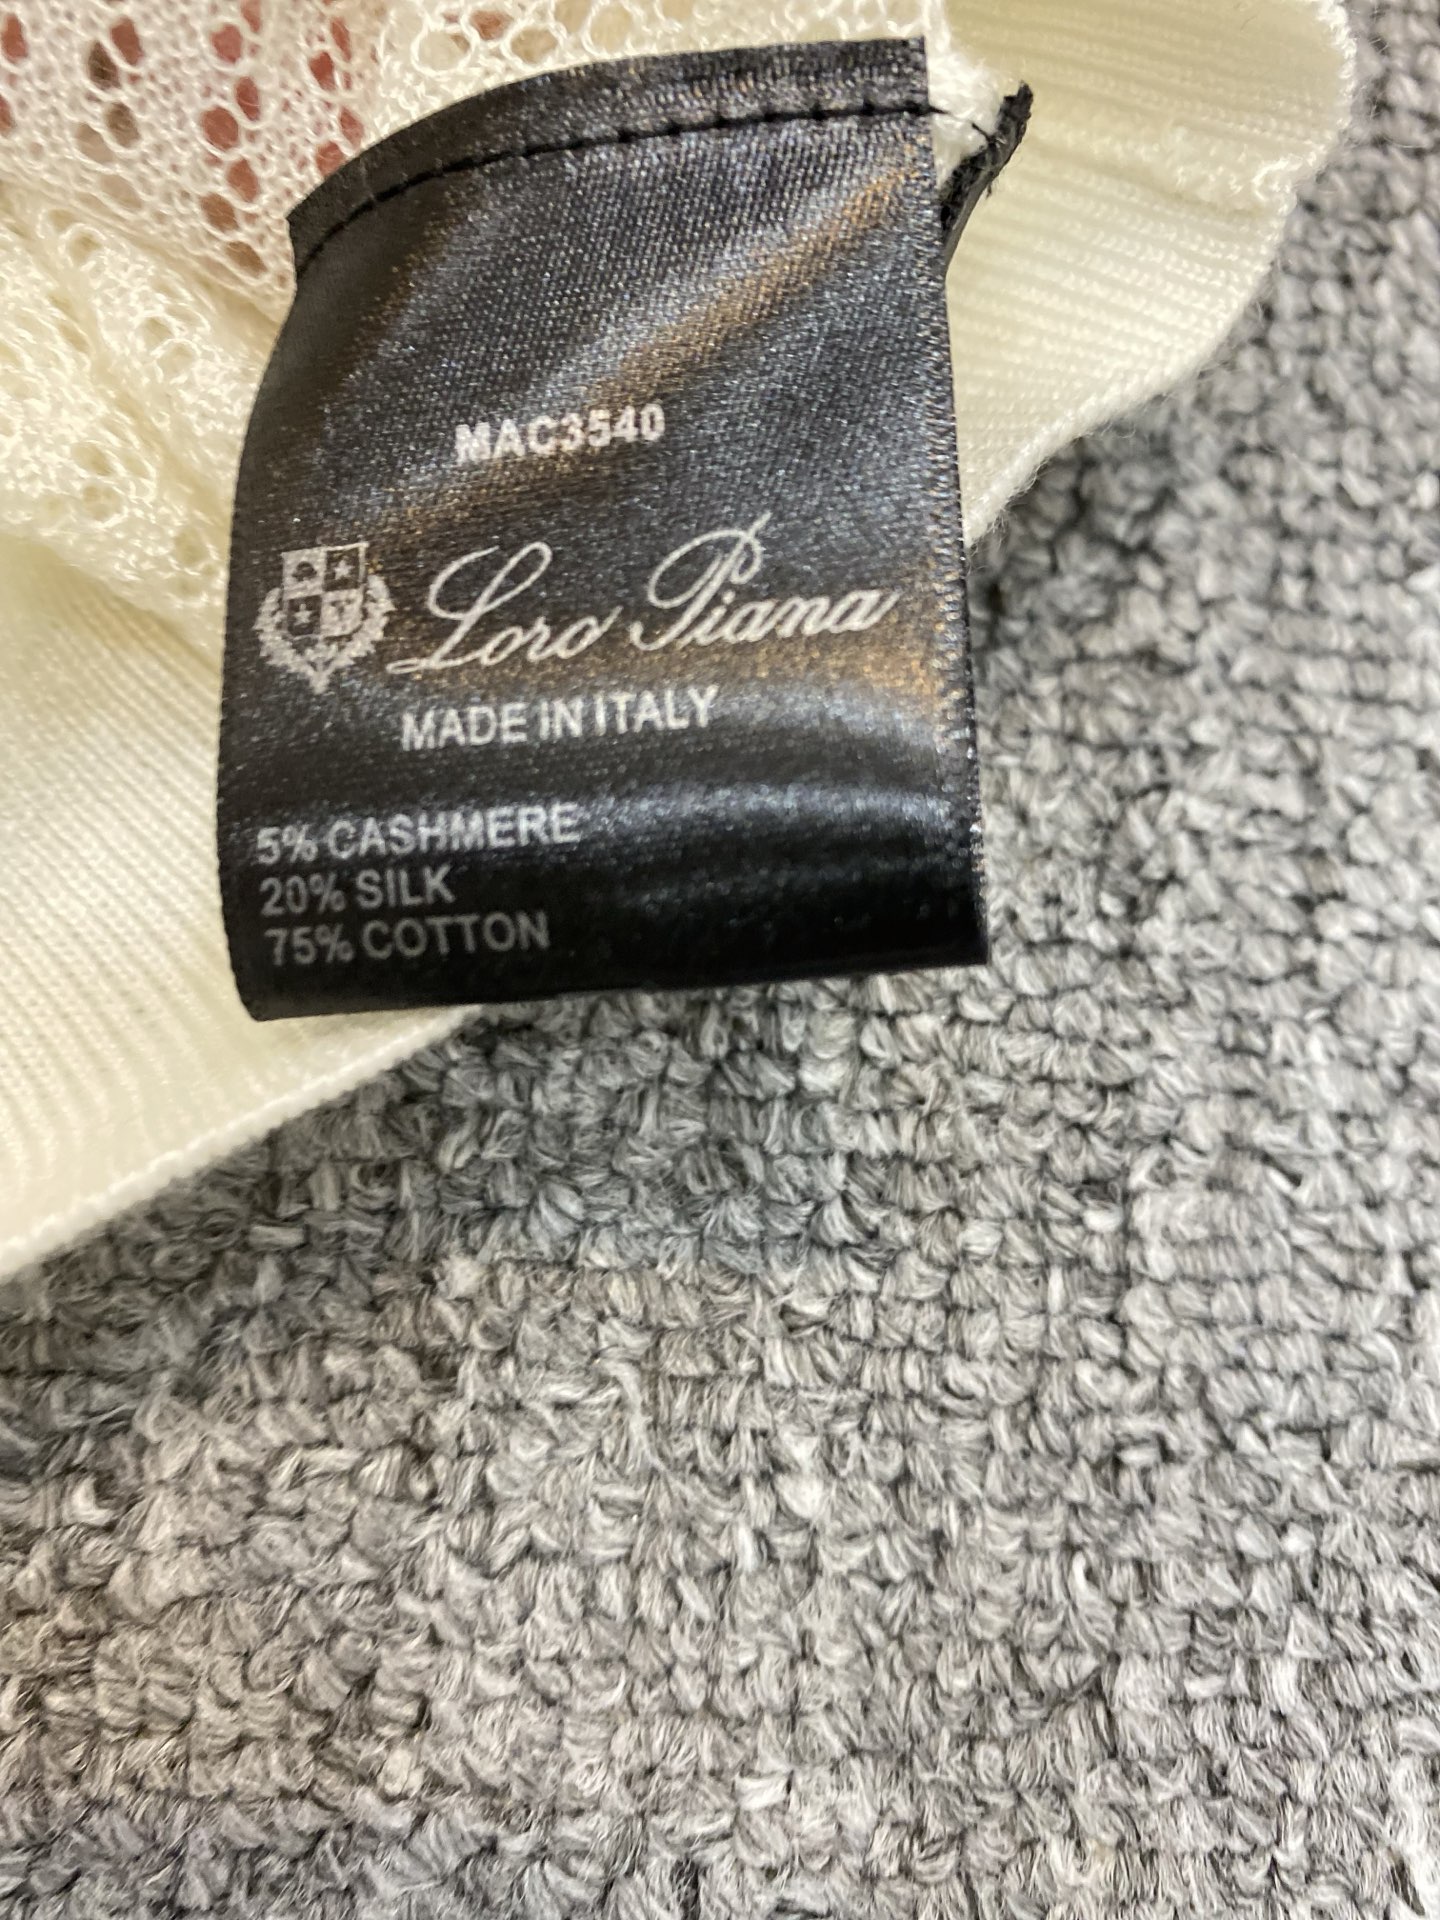 MAC3540
Loro Piana
MADE IN ITALY
5% CASHMERE
20% SILK
75% COTTON